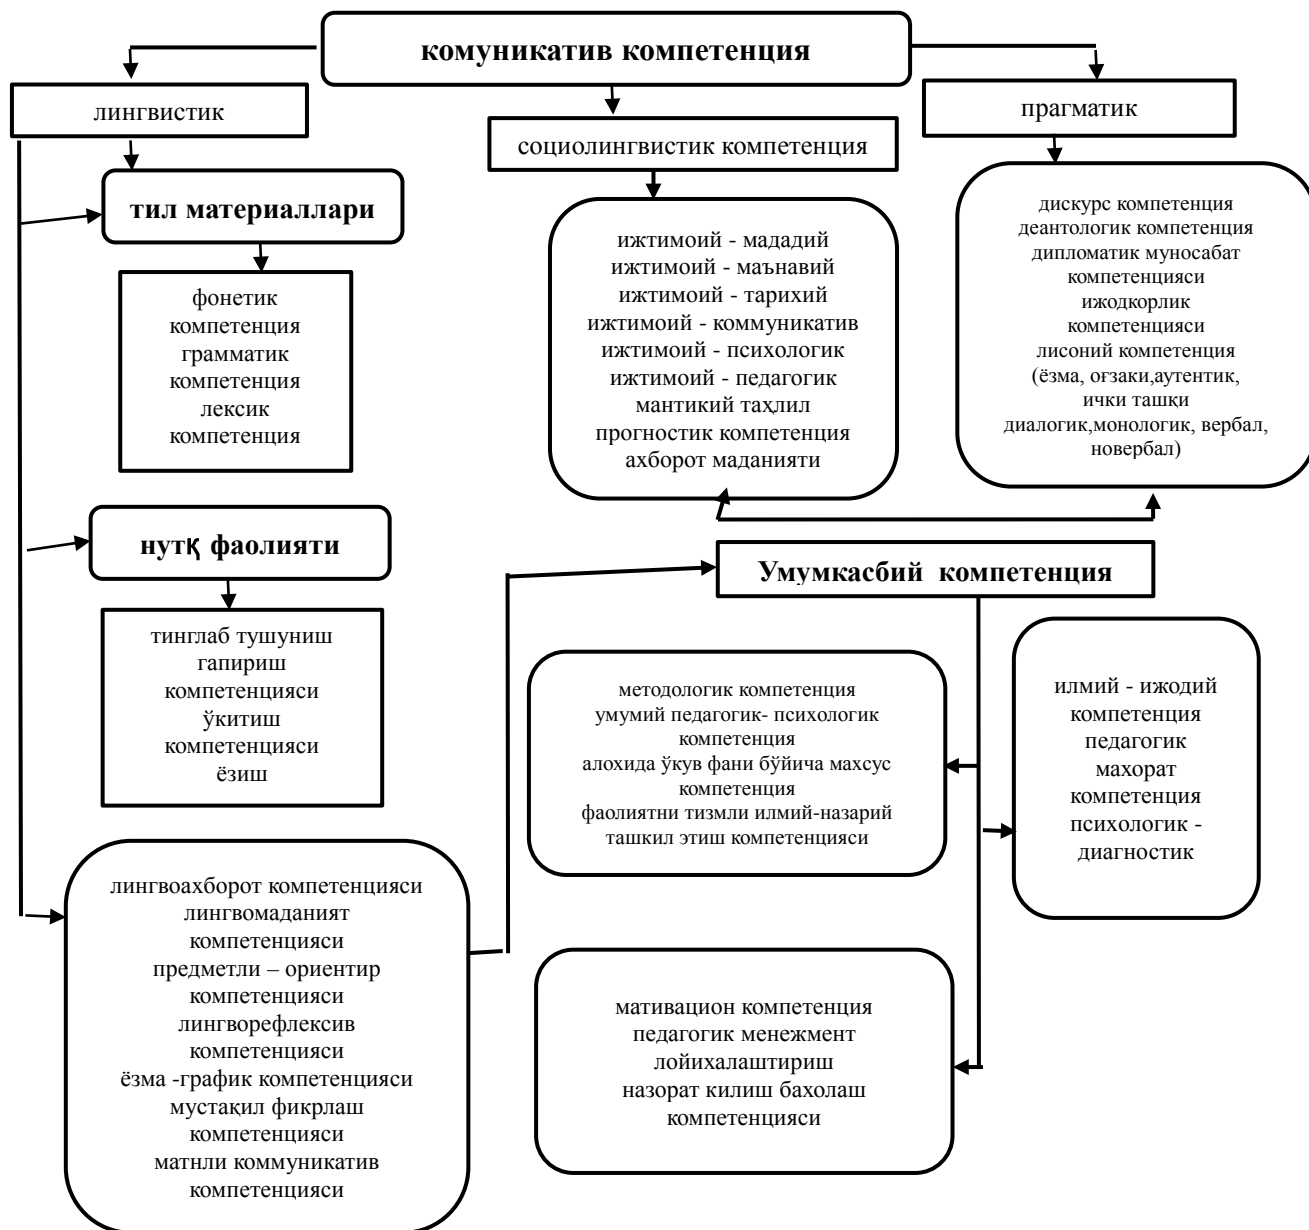 комуникатив компетенция
лингвистик
социолингвистик компетенция
прагматик
тил материаллари
фонетик
компетенция
грамматик
компетенция
лексик
компетенция
ижтимоий - мададий
ижтимоий - маънавий
ижтимоий - тарихий
ижтимоий - коммуникатив
ижтимоий - психологик
ижтимоий - педагогик
мантикий таҳлил
прогностик компетенция
ахборот маданияти
дискурс компетенция
деантологик компетенция
дипломатик муносабат
компетенцияси
ижодкорлик
компетенцияси
лисоний компетенция
(ёзма, оғзаки,аутентик,
ички ташқи
диалогик,монологик, вербал,
новербал)
нутқ фаолияти
тинглаб тушуниш
гапириш
компетенцияси
ўкитиш
компетенцияси
ёзиш
Умумкасбий компетенция
методологик компетенция
умумий педагогик- психологик
компетенция
алохида ўкув фани бўйича махсус
компетенция
фаолиятни тизмли илмий-назарий
ташкил этиш компетенцияси
илмий - ижодий
компетенция
педагогик
махорат
компетенция
психологик -
диагностик
лингвоахборот компетенцияси
лингвомаданият
компетенцияси
предметли – ориентир
компетенцияси
лингворефлексив
компетенцияси
ёзма -график компетенцияси
мустақил фикрлаш
компетенцияси
матнли коммуникатив
компетенцияси
мативацион компетенция
педагогик менежмент
лойихалаштириш
назорат килиш бахолаш
компетенцияси